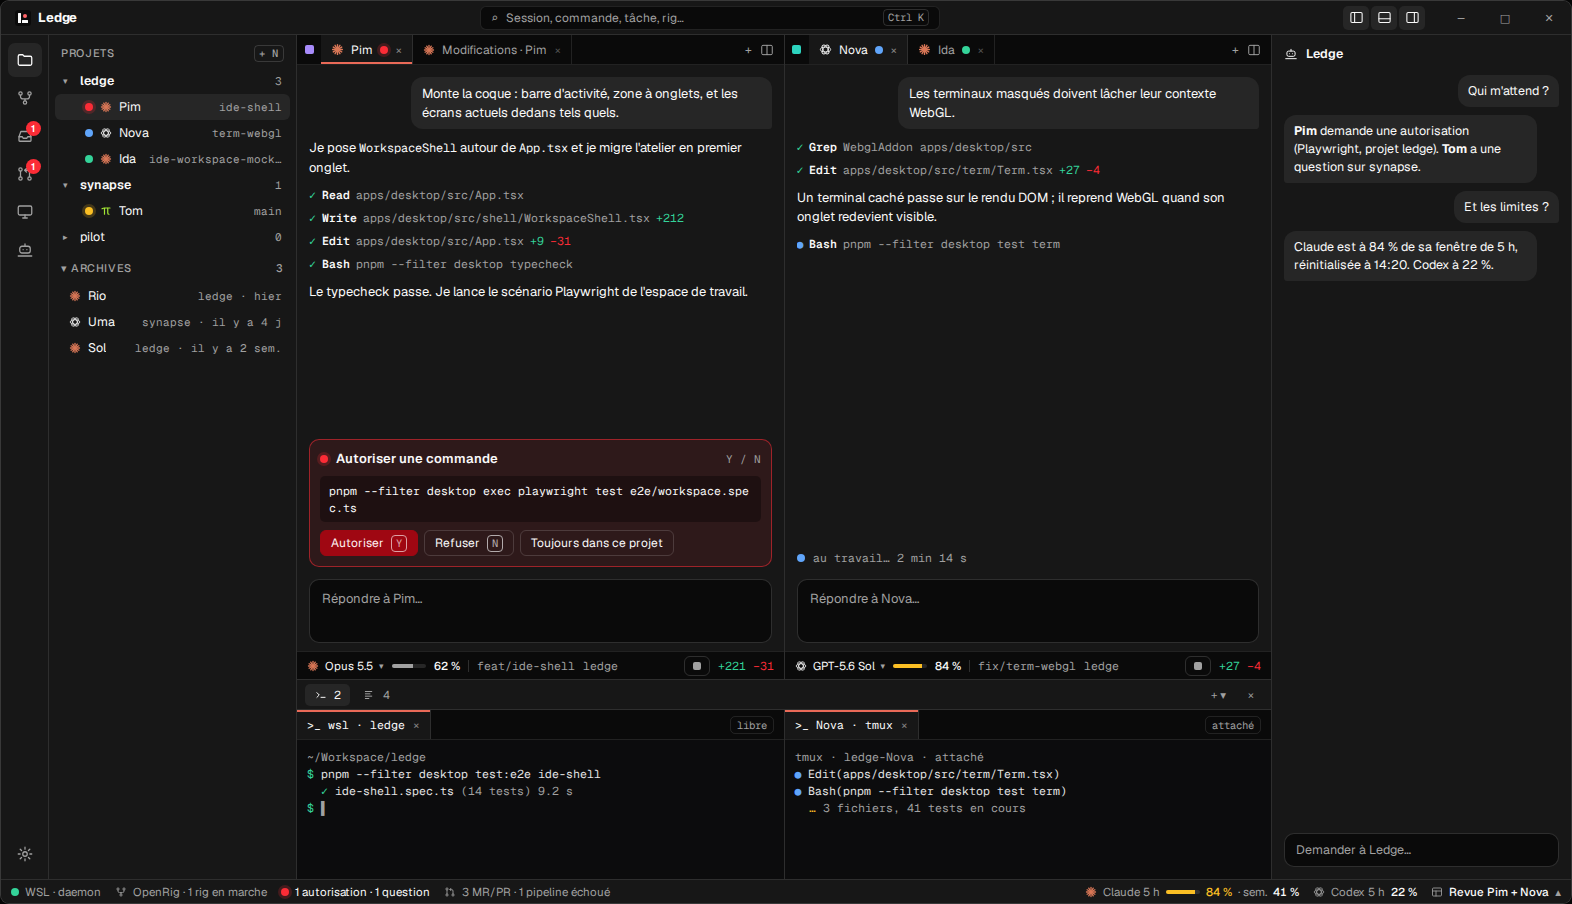 Ledge
Session, commande, tâche, rig…
Ctrl K
PROJETS
+ N
ledge 3
Pim ide-shell
Nova term-webgl
Ida ide-workspace-mock…
synapse 1
Tom main
pilot 0
ARCHIVES 3
Rio ledge · hier
Uma synapse · il y a 4 j
Sol ledge · il y a 2 sem.
1
1
Pim ×
Modifications · Pim ×
+
Monte la coque : barre d'activité, zone à onglets, et les
écrans actuels dedans tels quels.
Je pose WorkspaceShell autour de App.tsx et je migre l'atelier en premier
onglet.
✓ Read apps/desktop/src/App.tsx
✓ Write apps/desktop/src/shell/WorkspaceShell.tsx +212
✓ Edit apps/desktop/src/App.tsx +9 −31
✓ Bash pnpm --filter desktop typecheck
Le typecheck passe. Je lance le scénario Playwright de l'espace de travail.
Autoriser une commande
Y / N
pnpm --filter desktop exec playwright test e2e/workspace.spe
c.ts
Autoriser Y
Refuser N
Toujours dans ce projet
Répondre à Pim…
Opus 5.5 ▾ 62 % feat/ide-shell ledge +221 −31
Nova ×
Ida ×
+
Les terminaux masqués doivent lâcher leur contexte
WebGL.
✓ Grep WebglAddon apps/desktop/src
✓ Edit apps/desktop/src/term/Term.tsx +27 −4
Un terminal caché passe sur le rendu DOM ; il reprend WebGL quand son
onglet redevient visible.
Bash pnpm --filter desktop test term
au travail… 2 min 14 s
Répondre à Nova…
GPT-5.6 Sol ▾ 84 % fix/term-webgl ledge +27 −4
>_ 2
4
+ ▾ ×
>_ wsl · ledge ×
libre
~/Workspace/ledge
$ pnpm --filter desktop test:e2e ide-shell
✓ ide-shell.spec.ts (14 tests) 9.2 s
$
>_ Nova · tmux ×
attaché
tmux · ledge-Nova · attaché
Edit(apps/desktop/src/term/Term.tsx)
Bash(pnpm --filter desktop test term)
… 3 fichiers, 41 tests en cours
Ledge
Qui m'attend ?
Pim demande une autorisation
(Playwright, projet ledge). Tom a une
question sur synapse.
Et les limites ?
Claude est à 84 % de sa fenêtre de 5 h,
réinitialisée à 14:20. Codex à 22 %.
Demander à Ledge…
WSL · daemon
OpenRig · 1 rig en marche
1 autorisation · 1 question
3 MR/PR · 1 pipeline échoué
Claude 5 h 84 % · sem. 41 %
Codex 5 h 22 %
Revue Pim + Nova ▴